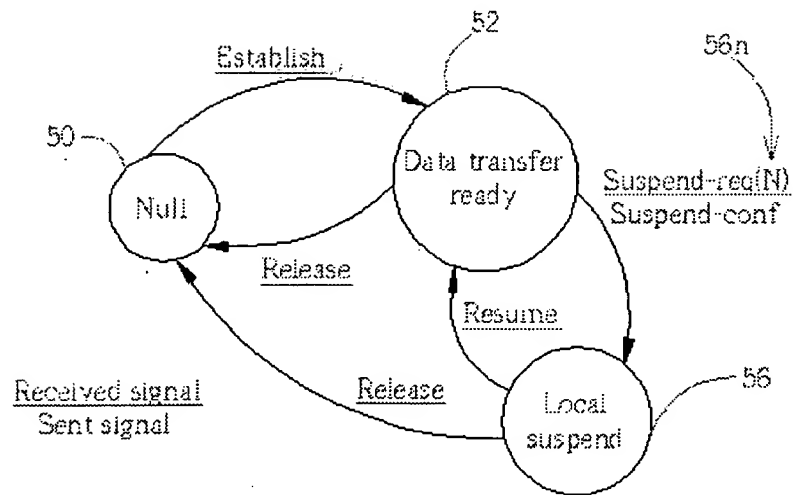 52
56n
Establish
50
Null
Data transfer
ready
Suspend-req(N)
Suspend-conf
Release
Resume
Received signal
Sent signal
Release
Local
suspend
56